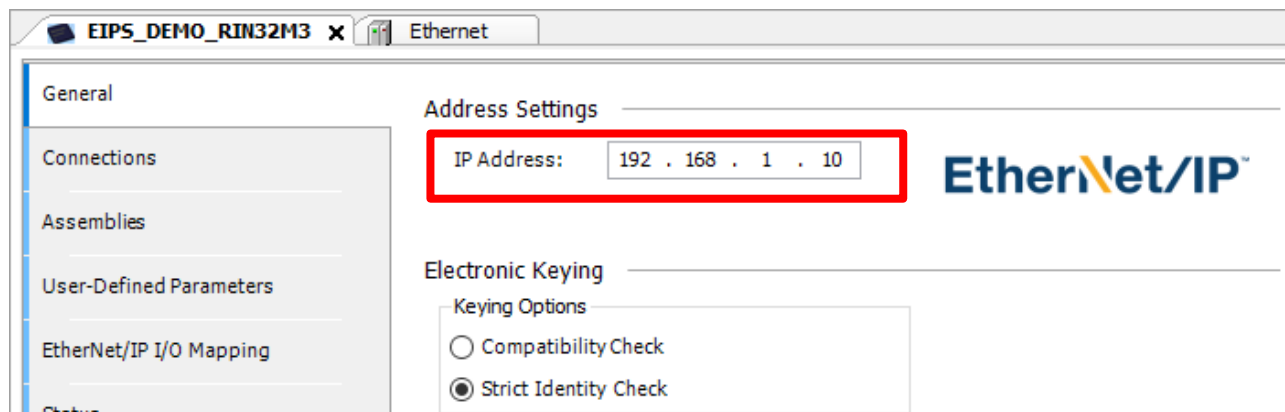 EIPS_DEMO_RIN32M3 x Ethernet
General
Connections
Assemblies
User-Defined Parameters
EtherNet/IP I/O Mapping
Status
Address Settings
IP Address: 192 . 168 . 1 . 10
EtherNet/IP™
Electronic Keying
Keying Options
Compatibility Check
Strict Identity Check